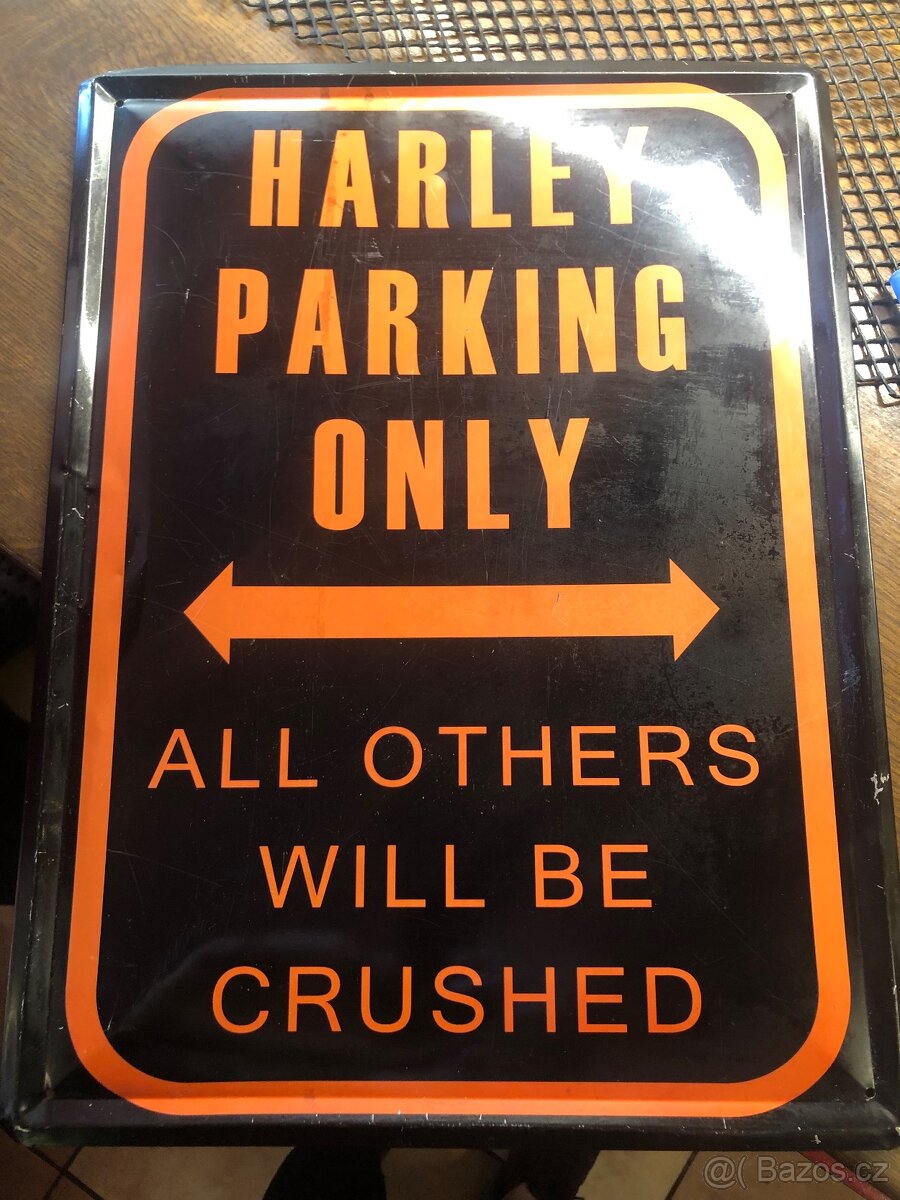 HARLEY
PARKING
ONLY
ALL OTHERS
WILL BE
CRUSHED
@( Bazos.cz